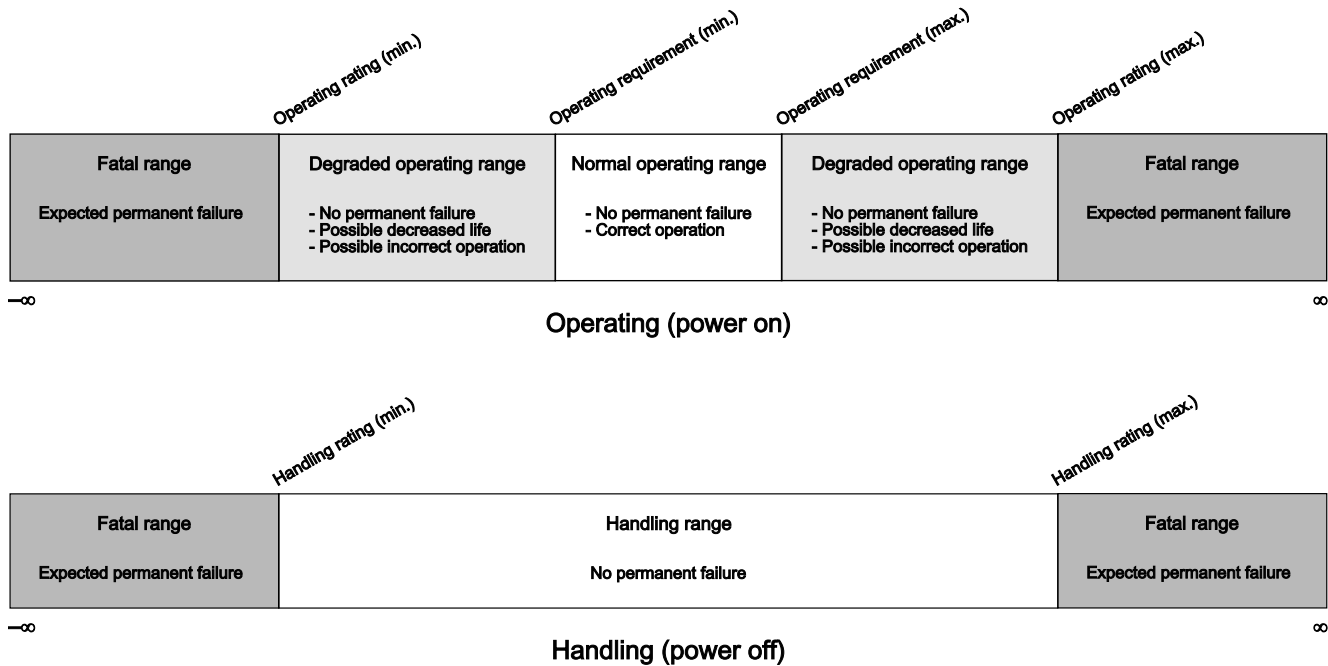 Operating rating (min.)
Operating requirement (min.)
Operating requirement (max.)
Operating rating (max.)
Fatal range
Degraded operating range
Normal operating range
Degraded operating range
Fatal range
Expected permanent failure
- No permanent failure
- Possible decreased life
- Possible incorrect operation
- No permanent failure
- Correct operation
- No permanent failure
- Possible decreased life
- Possible incorrect operation
Expected permanent failure
–∞
∞
Operating (power on)
Handling rating (min.)
Handling rating (max.)
Fatal range
Handling range
Fatal range
Expected permanent failure
No permanent failure
Expected permanent failure
–∞
∞
Handling (power off)